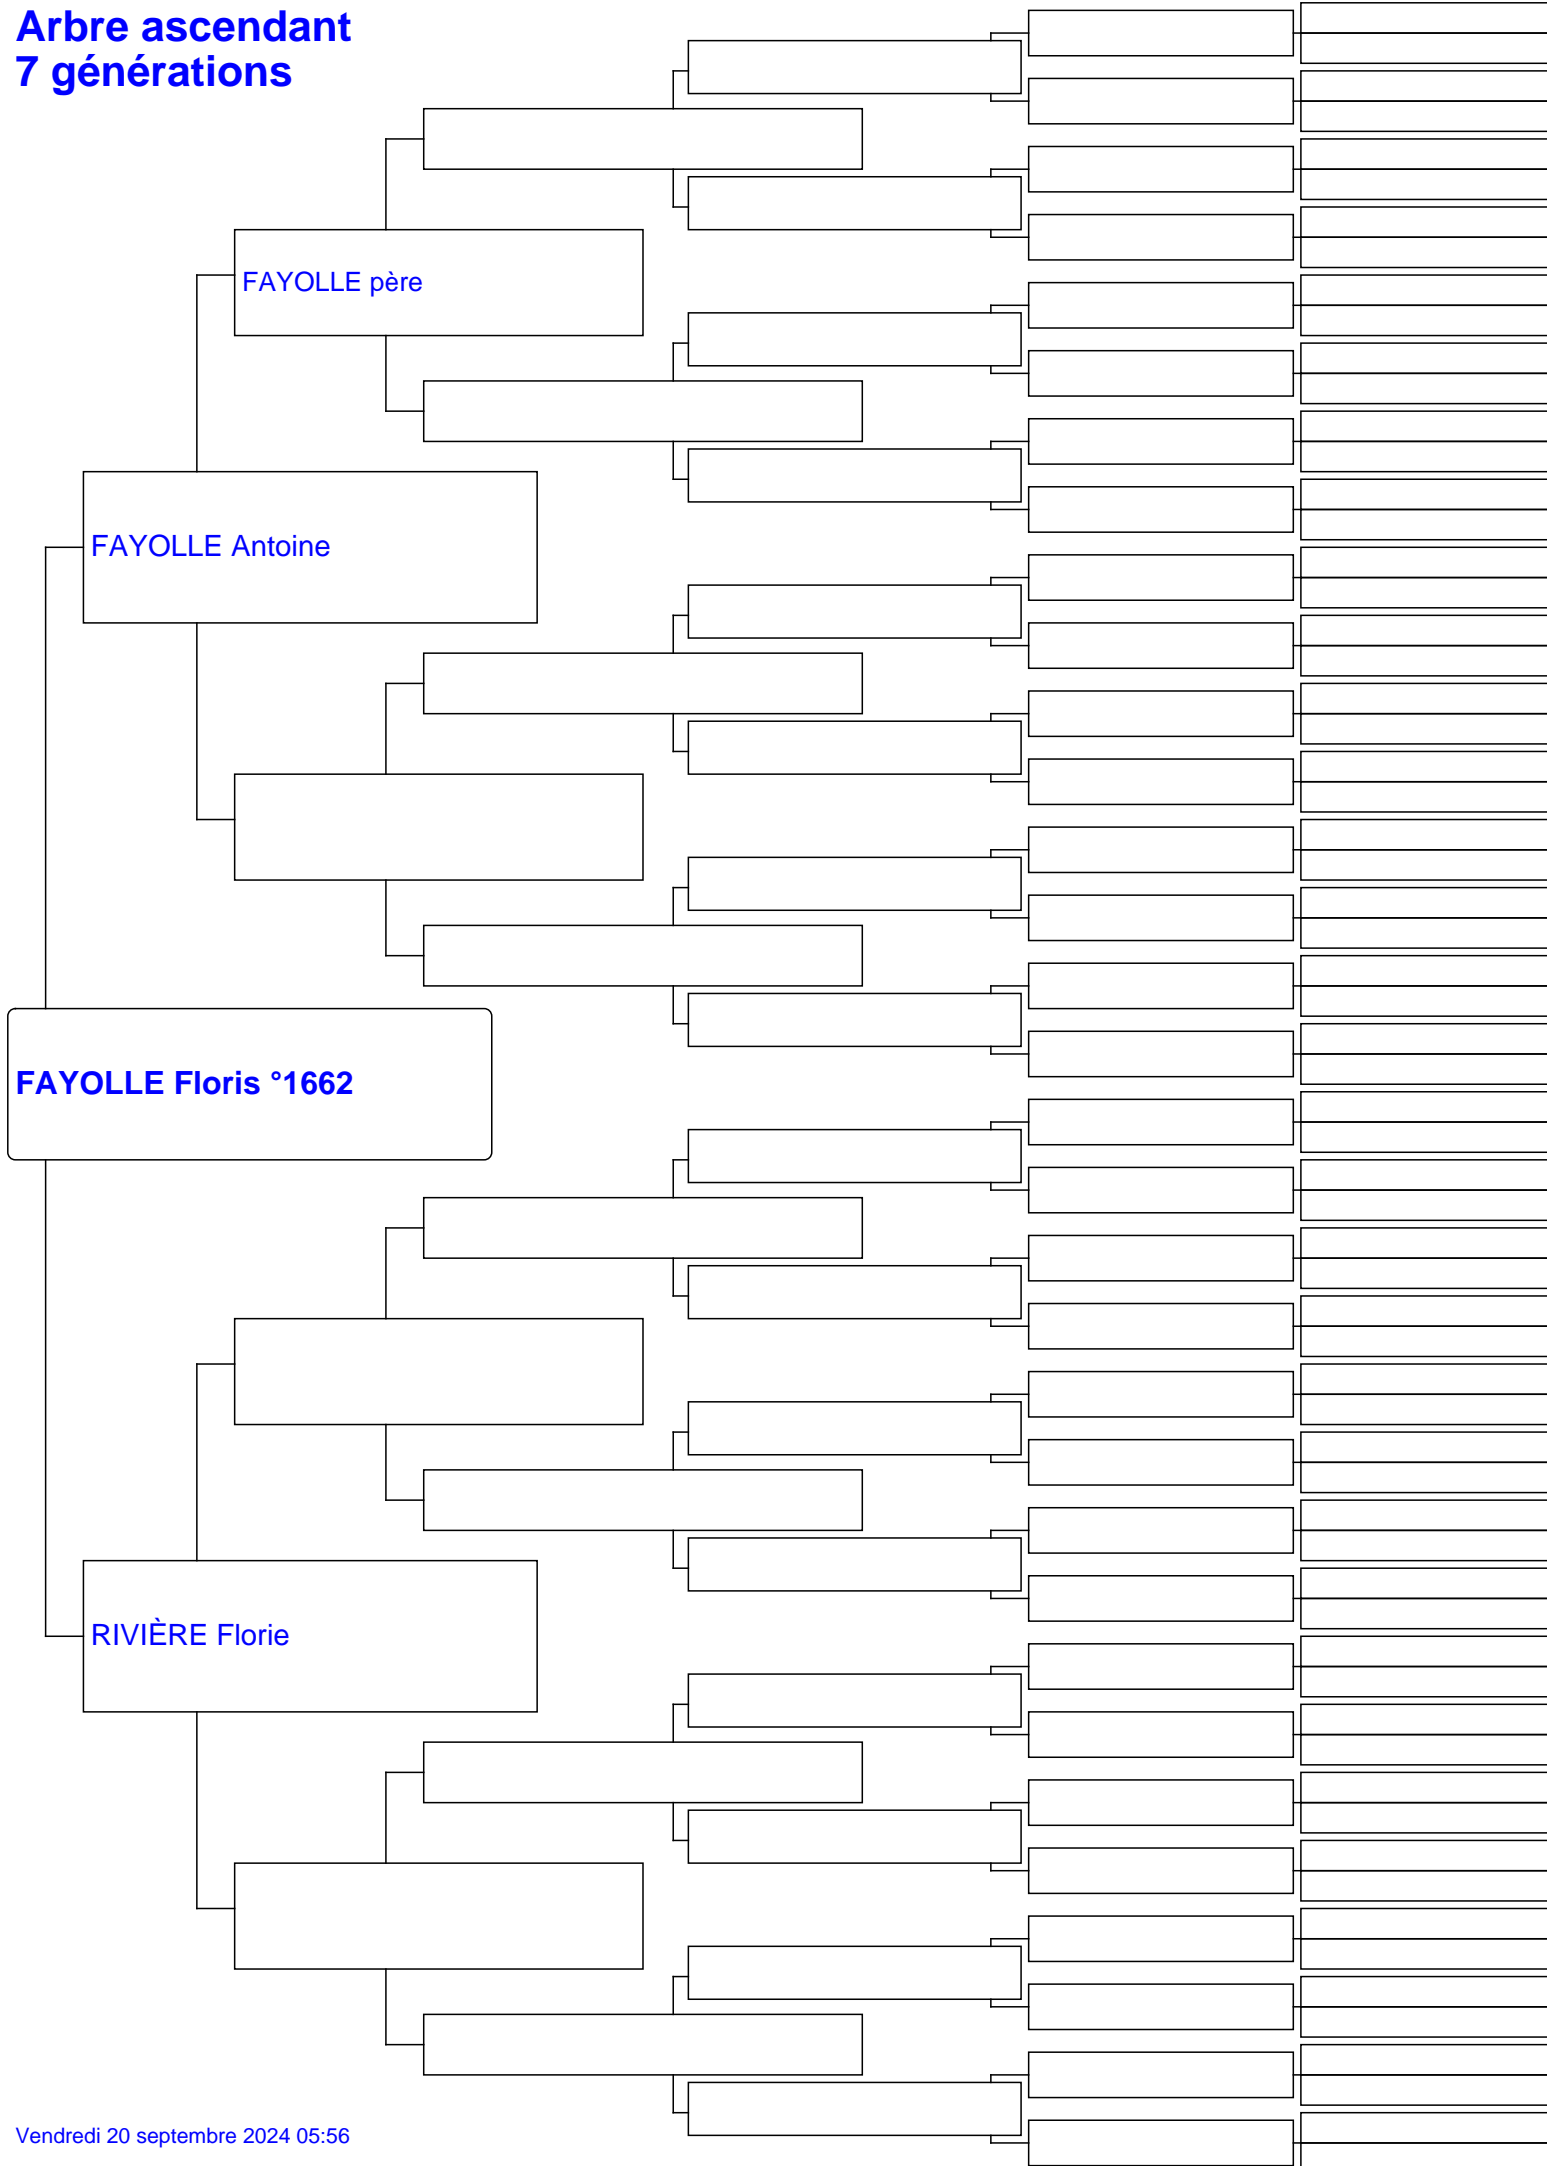 Arbre ascendant
7 générations
FAYOLLE père
FAYOLLE Antoine
FAYOLLE Floris °1662
RIVIÈRE Florie
Vendredi 20 septembre 2024 05:56